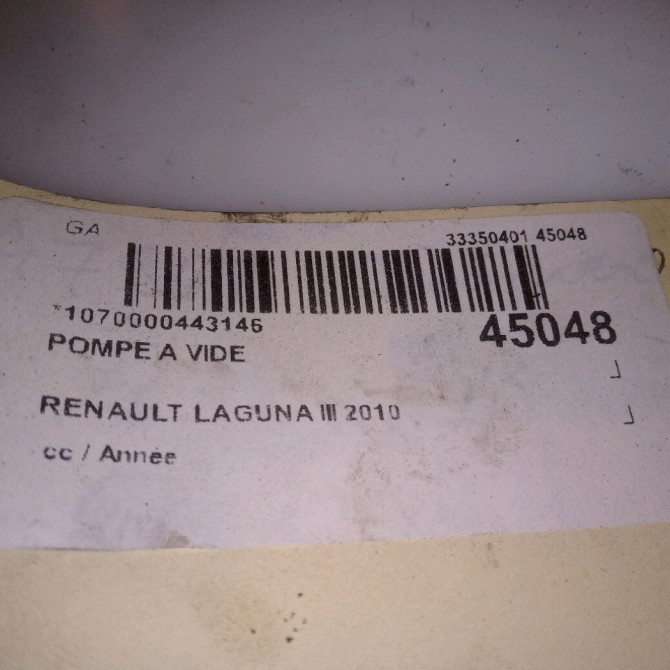 GA
33350401 45048
*1070000443146
45048
POMPE A VIDE
RENAULT LAGUNA III 2010
cc / Année